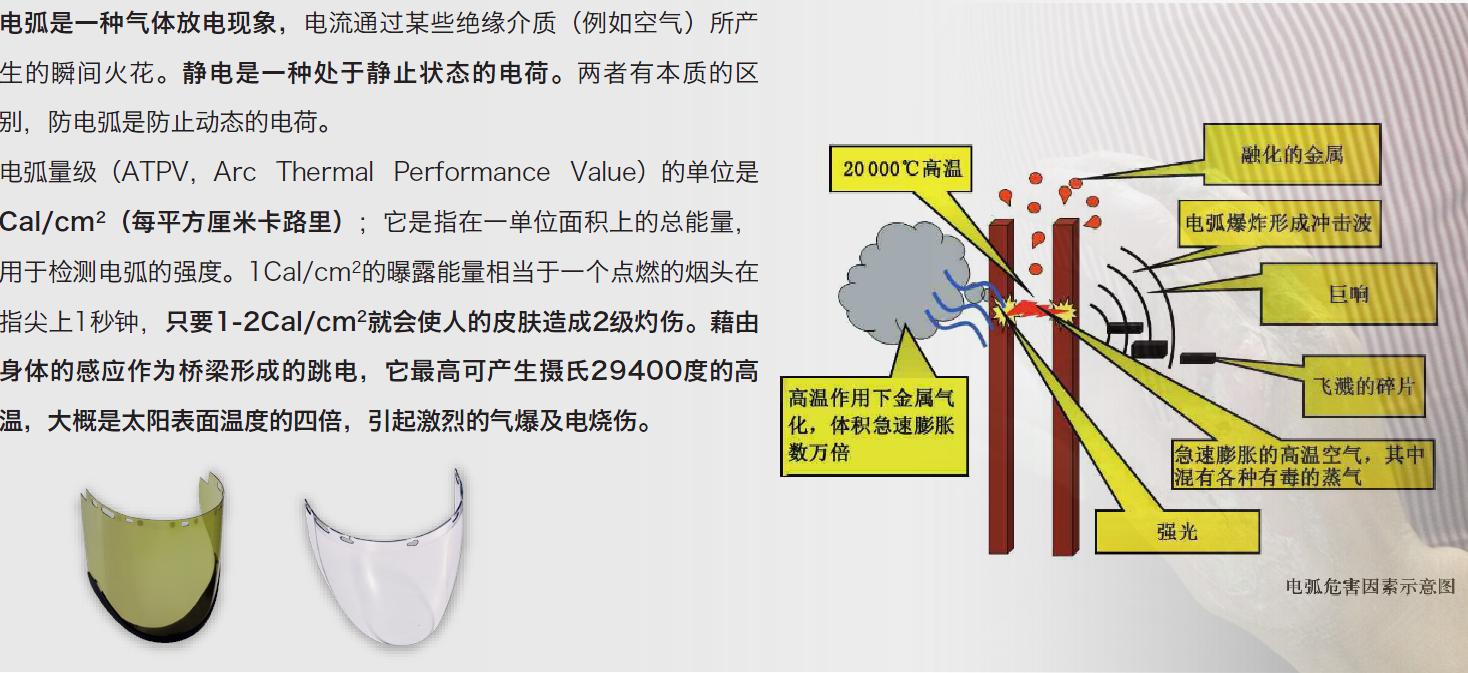 电弧是一种气体放电现象，电流通过某些绝缘介质（例如空气）所产
生的瞬间火花。静电是一种处于静止状态的电荷。两者有本质的区
别，防电弧是防止动态的电荷。
电弧量级（ATPV，Arc Thermal Performance Value）的单位是
Cal/cm²（每平方厘米卡路里）；它是指在一单位面积上的总能量，
用于检测电弧的强度。1Cal/cm²的曝露能量相当于一个点燃的烟头在
指尖上1秒钟，只要1-2Cal/cm²就会使人的皮肤造成2级灼伤。藉由
身体的感应作为桥梁形成的跳电，它最高可产生摄氏29400度的高
温，大概是太阳表面温度的四倍，引起激烈的气爆及电烧伤。
20000℃高温
融化的金属
电弧爆炸形成冲击波
巨响
飞溅的碎片
高温作用下金属气
化，体积急速膨胀
数万倍
急速膨胀的高温空气，其中
混有各种有毒的蒸气
强光
电弧危害因素示意图